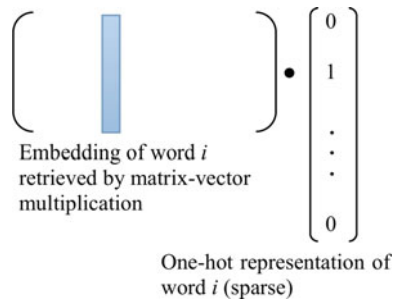 0
1
.
.
.
0
Embedding of word i
retrieved by matrix-vector
multiplication
One-hot representation of
word i (sparse)